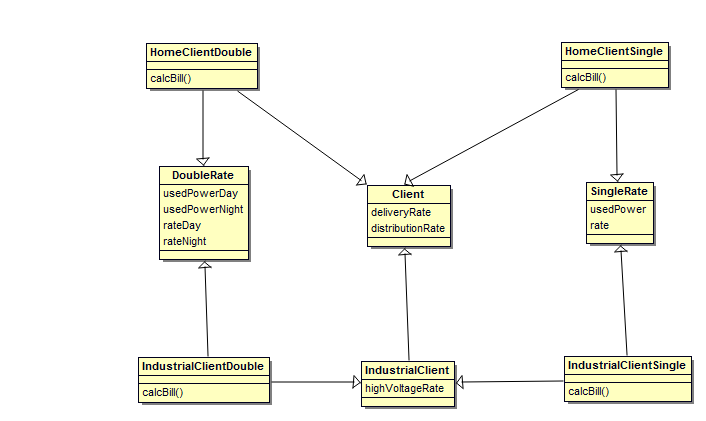 HomeClientDouble
calcBill()
HomeClientSingle
calcBill()
DoubleRate
usedPowerDay
usedPowerNight
rateDay
rateNight
Client
deliveryRate
distributionRate
SingleRate
usedPower
rate
IndustrialClientDouble
calcBill()
IndustrialClient
highVoltageRate
IndustrialClientSingle
calcBill()